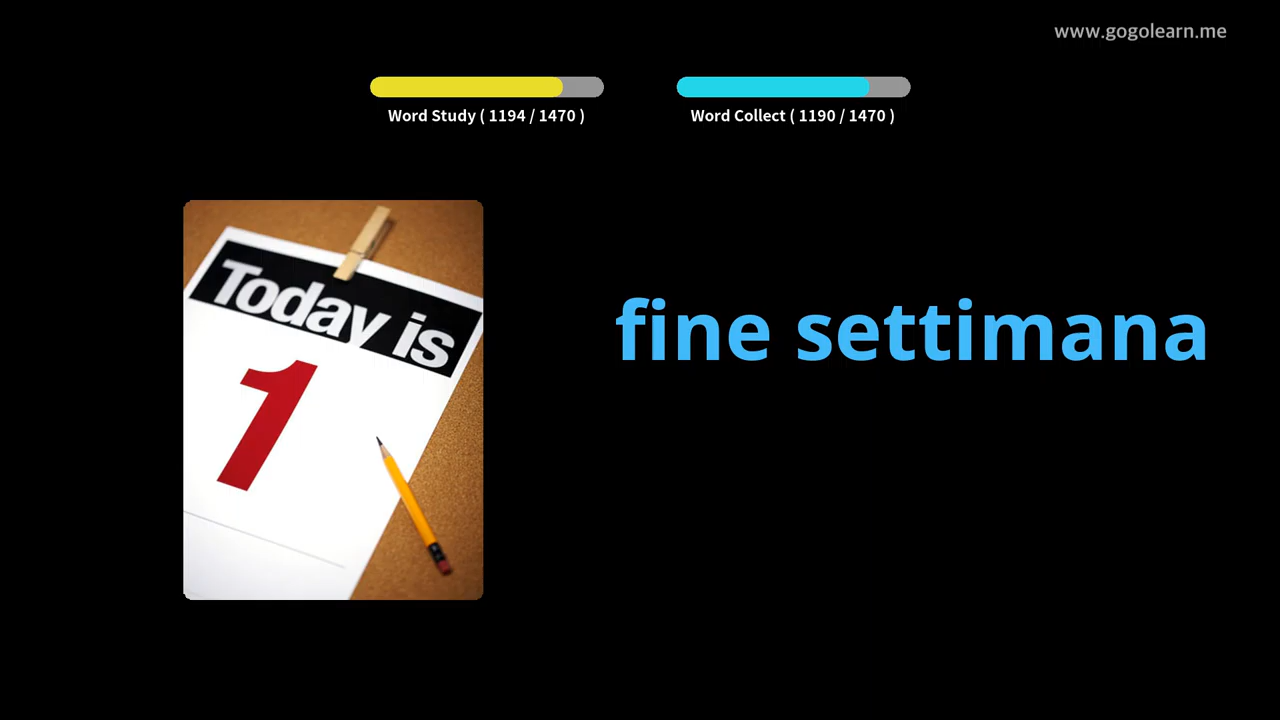 www.gogolearn.me
Word Study ( 1194 / 1470 )
Word Collect ( 1190 / 1470 )
Today is
1
fine settimana